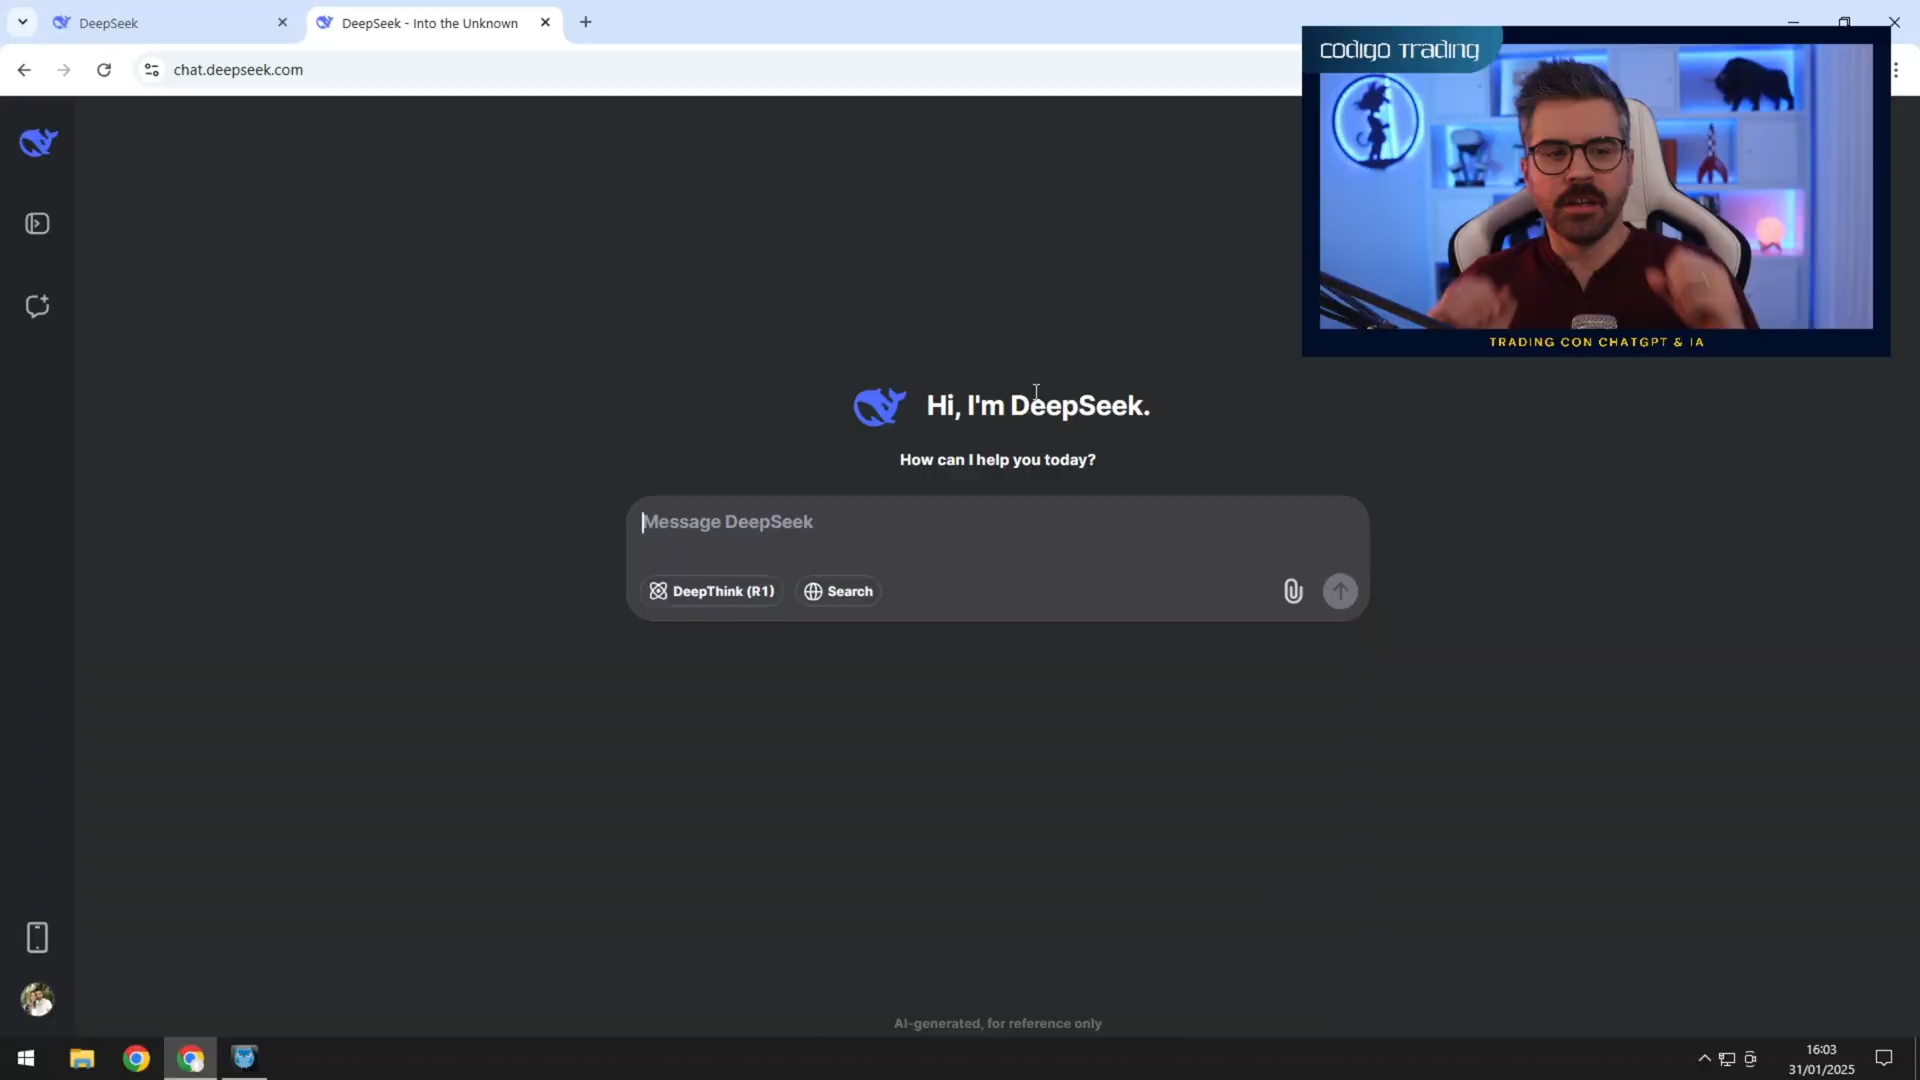 DeepSeek
DeepSeek - Into the Unknown
chat.deepseek.com
codigo Trading
TRADING CON CHATGPT & IA
Hi, I'm DeepSeek.
How can I help you today?
Message DeepSeek
DeepThink (R1)
Search
AI-generated, for reference only
16:03
31/01/2025